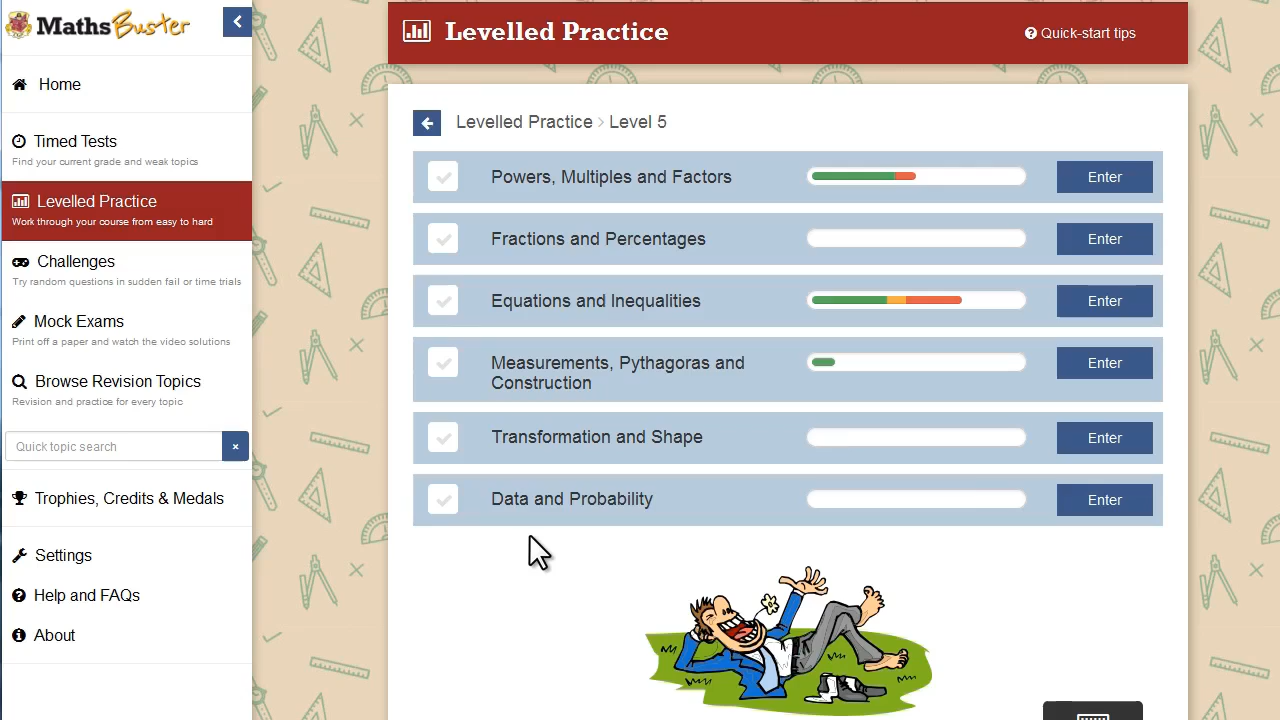 Maths Buster
Home
Timed Tests
Find your current grade and weak topics
Levelled Practice
Work through your course from easy to hard
Challenges
Try random questions in sudden fail or time trials
Mock Exams
Print off a paper and watch the video solutions
Browse Revision Topics
Revision and practice for every topic
Quick topic search
Trophies, Credits & Medals
Settings
Help and FAQs
About
Levelled Practice
Quick-start tips
Levelled Practice › Level 5
Powers, Multiples and Factors Enter
Fractions and Percentages Enter
Equations and Inequalities Enter
Measurements, Pythagoras and Enter
Construction
Transformation and Shape Enter
Data and Probability Enter